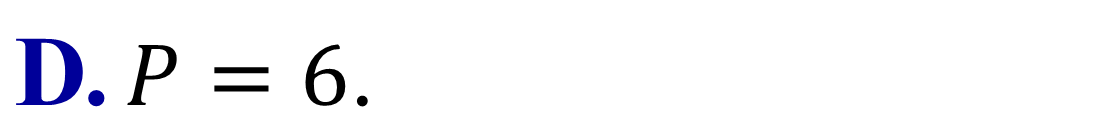 D. P = 6.